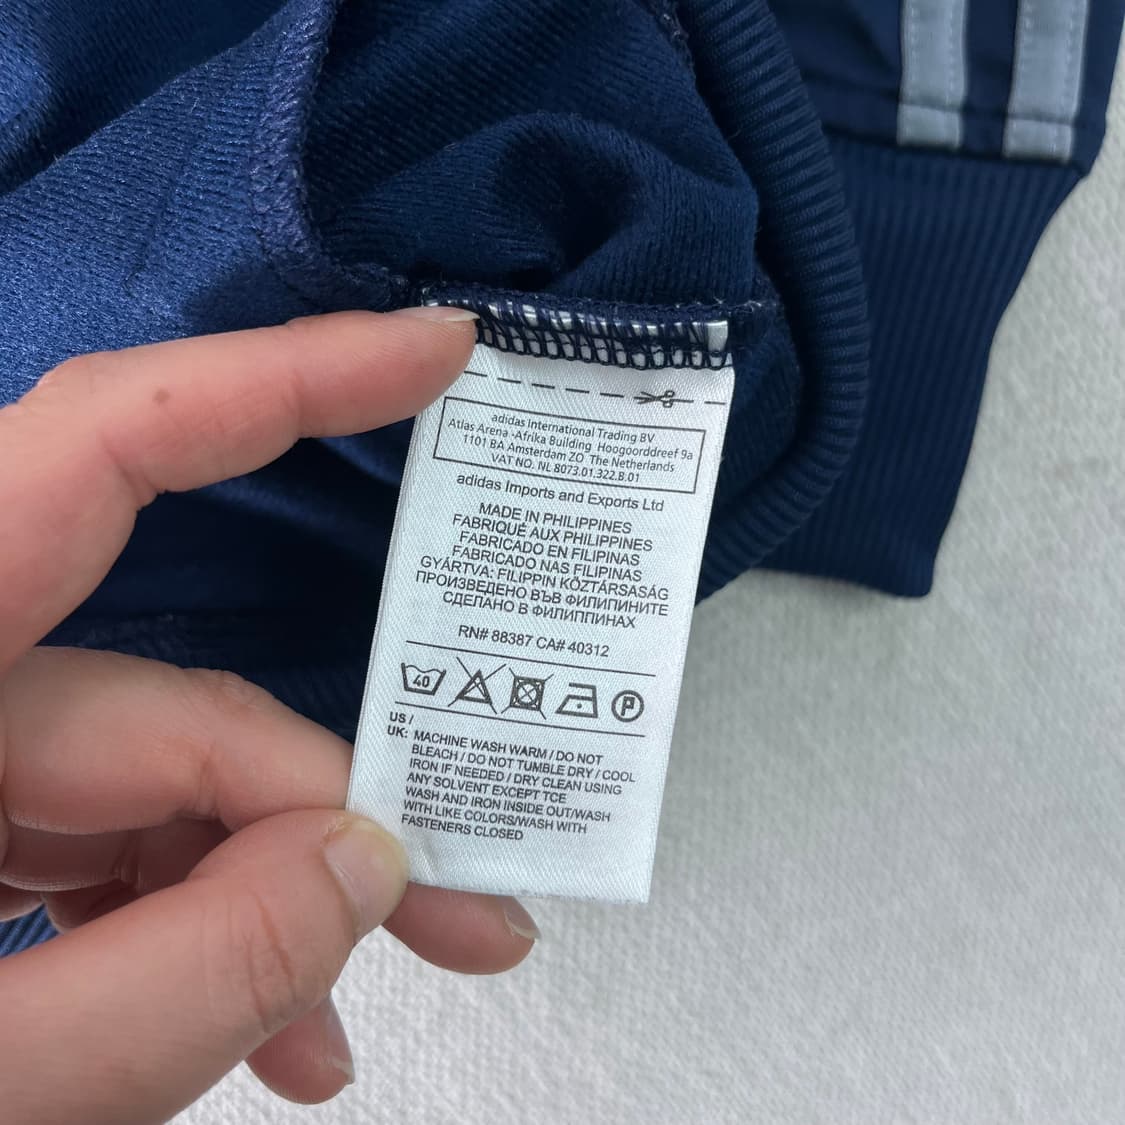 adidas International Trading BV
Atlas Arena -Afrika Building Hoogoorddreef 9a
1101 BA Amsterdam ZO The Netherlands
VAT NO. NL 8073.01.322.B.01
adidas Imports and Exports Ltd
MADE IN PHILIPPINES
FABRIQUÉ AUX PHILIPPINES
FABRICADO EN FILIPINAS
FABRICADO NAS FILIPINAS
GYÁRTVA: FILIPPIN KÖZTÁRSASÁG
ПРОИЗВЕДЕНО ВЪВ ФИЛИПИНИТЕ
СДЕЛАНО В ФИЛИППИНАХ
RN# 88387 CA# 40312
40 P
US /
UK: MACHINE WASH WARM / DO NOT
BLEACH / DO NOT TUMBLE DRY / COOL
IRON IF NEEDED / DRY CLEAN USING
ANY SOLVENT EXCEPT TCE
WASH AND IRON INSIDE OUT/WASH
WITH LIKE COLORS/WASH WITH
FASTENERS CLOSED